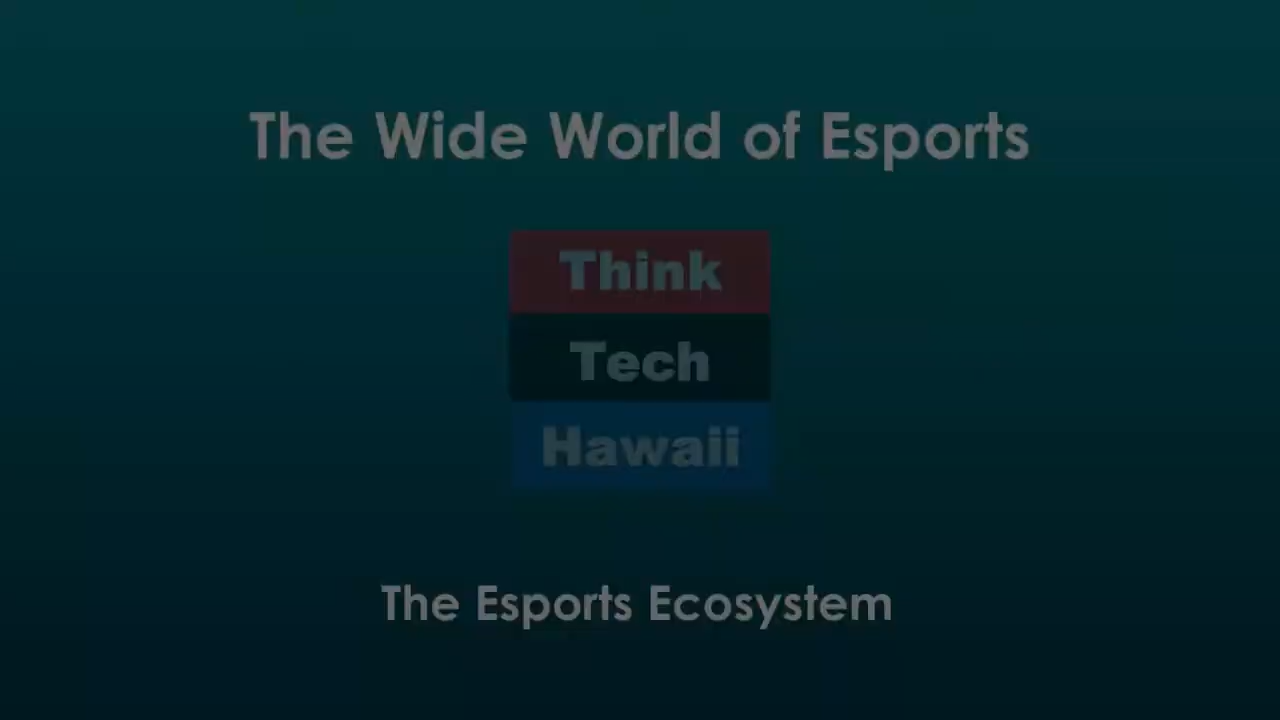 The Wide World of Esports
Think
Tech
Hawaii
The Esports Ecosystem